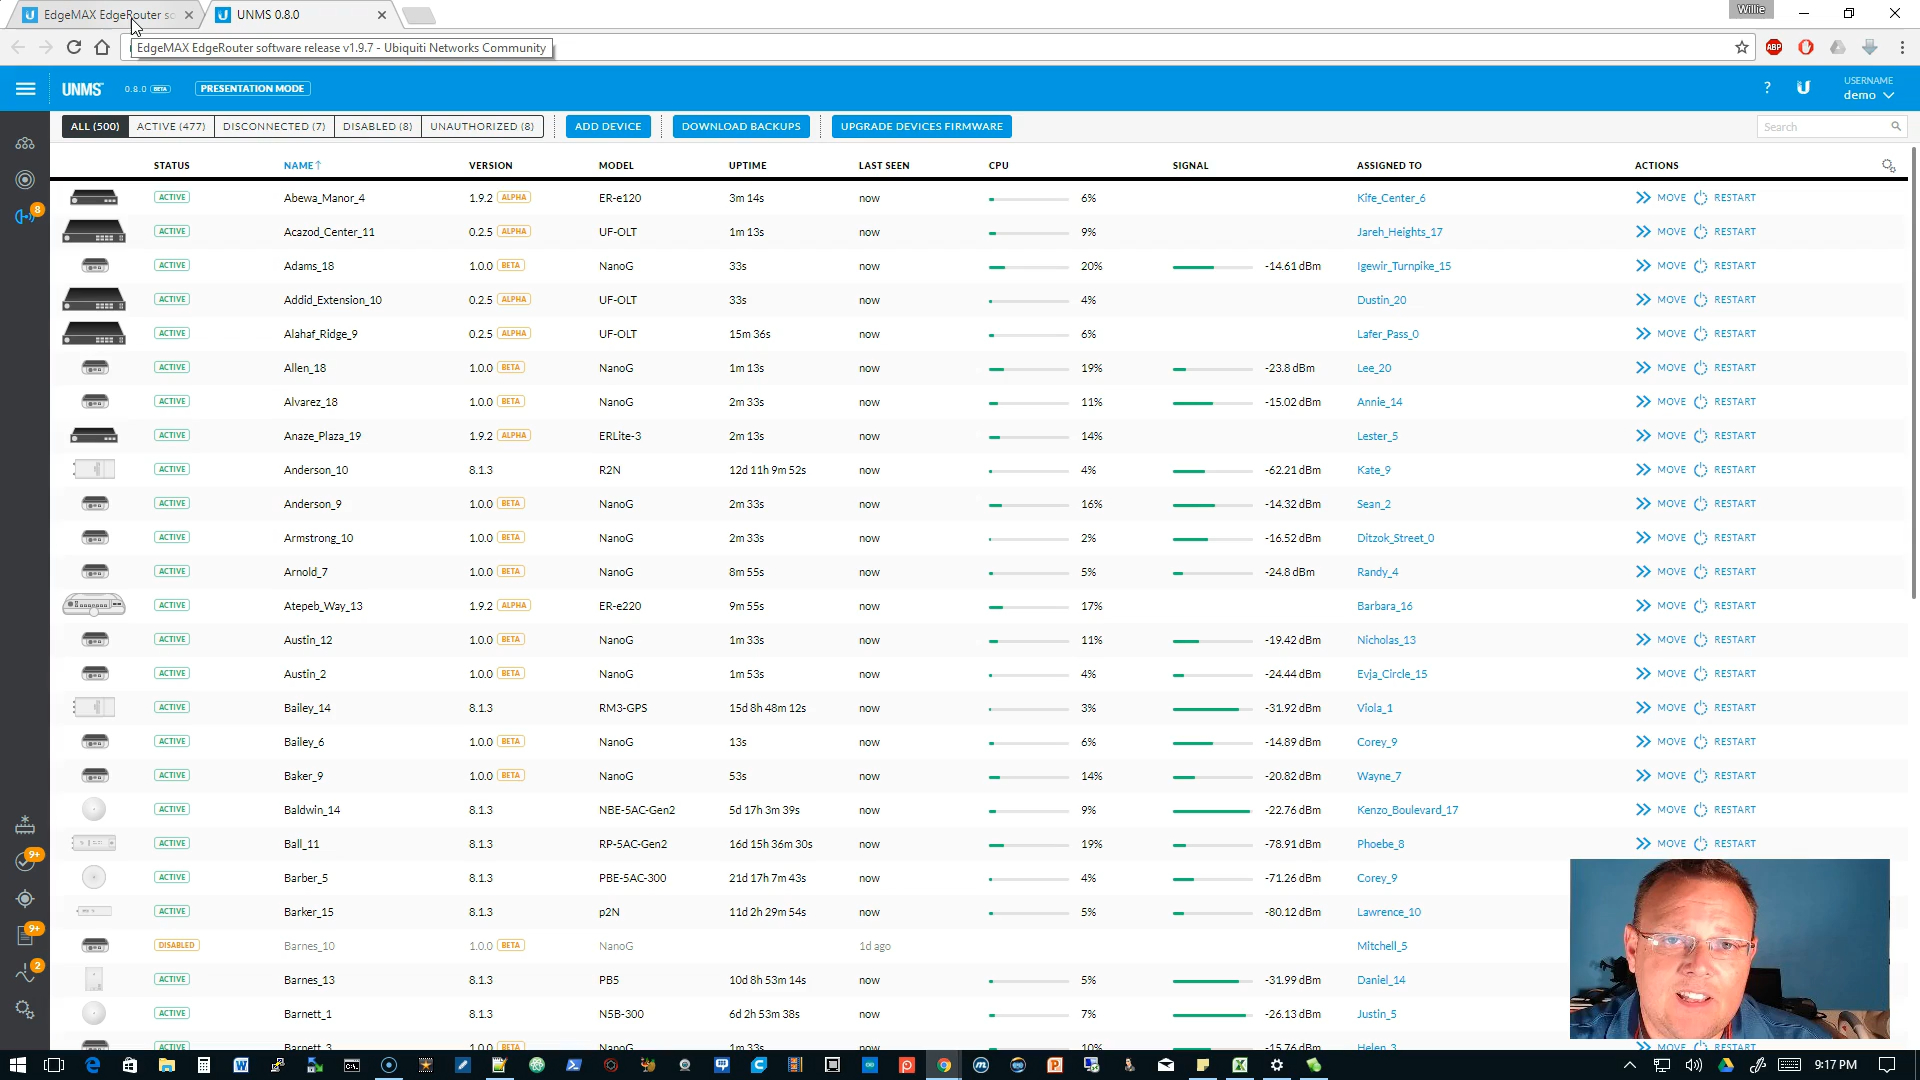 EdgeMAX EdgeRouter so
UNMS 0.8.0
Willie
EdgeMAX EdgeRouter software release v1.9.7 - Ubiquiti Networks Community
ABP
UNMS 0.8.0 BETA PRESENTATION MODE
? USERNAME
demo
ALL (500) ACTIVE (477) DISCONNECTED (7) DISABLED (8) UNAUTHORIZED (8) ADD DEVICE DOWNLOAD BACKUPS UPGRADE DEVICES FIRMWARE Search
STATUS NAME↑ VERSION MODEL UPTIME LAST SEEN CPU SIGNAL ASSIGNED TO ACTIONS
ACTIVE Abewa_Manor_4 1.9.2 ALPHA ER-e120 3m 14s now 6% Kife_Center_6 MOVE RESTART
8
ACTIVE Acazod_Center_11 0.2.5 ALPHA UF-OLT 1m 13s now 9% Jareh_Heights_17 MOVE RESTART
ACTIVE Adams_18 1.0.0 BETA NanoG 33s now 20% -14.61 dBm Igewir_Turnpike_15 MOVE RESTART
ACTIVE Addid_Extension_10 0.2.5 ALPHA UF-OLT 33s now 4% Dustin_20 MOVE RESTART
ACTIVE Alahaf_Ridge_9 0.2.5 ALPHA UF-OLT 15m 36s now 6% Lafer_Pass_0 MOVE RESTART
ACTIVE Allen_18 1.0.0 BETA NanoG 1m 13s now 19% -23.8 dBm Lee_20 MOVE RESTART
ACTIVE Alvarez_18 1.0.0 BETA NanoG 2m 33s now 11% -15.02 dBm Annie_14 MOVE RESTART
ACTIVE Anaze_Plaza_19 1.9.2 ALPHA ERLite-3 2m 13s now 14% Lester_5 MOVE RESTART
ACTIVE Anderson_10 8.1.3 R2N 12d 11h 9m 52s now 4% -62.21 dBm Kate_9 MOVE RESTART
ACTIVE Anderson_9 1.0.0 BETA NanoG 2m 33s now 16% -14.32 dBm Sean_2 MOVE RESTART
ACTIVE Armstrong_10 1.0.0 BETA NanoG 2m 33s now 2% -16.52 dBm Ditzok_Street_0 MOVE RESTART
ACTIVE Arnold_7 1.0.0 BETA NanoG 8m 55s now 5% -24.8 dBm Randy_4 MOVE RESTART
ACTIVE Atepeb_Way_13 1.9.2 ALPHA ER-e220 9m 55s now 17% Barbara_16 MOVE RESTART
ACTIVE Austin_12 1.0.0 BETA NanoG 1m 33s now 11% -19.42 dBm Nicholas_13 MOVE RESTART
ACTIVE Austin_2 1.0.0 BETA NanoG 1m 53s now 4% -24.44 dBm Evja_Circle_15 MOVE RESTART
ACTIVE Bailey_14 8.1.3 RM3-GPS 15d 8h 48m 12s now 3% -31.92 dBm Viola_1 MOVE RESTART
ACTIVE Bailey_6 1.0.0 BETA NanoG 13s now 6% -14.89 dBm Corey_9 MOVE RESTART
ACTIVE Baker_9 1.0.0 BETA NanoG 53s now 14% -20.82 dBm Wayne_7 MOVE RESTART
ACTIVE Baldwin_14 8.1.3 NBE-5AC-Gen2 5d 17h 3m 39s now 9% -22.76 dBm Kenzo_Boulevard_17 MOVE RESTART
ACTIVE Ball_11 8.1.3 RP-5AC-Gen2 16d 15h 36m 30s now 19% -78.91 dBm Phoebe_8 MOVE RESTART
9+
ACTIVE Barber_5 8.1.3 PBE-5AC-300 21d 17h 7m 43s now 4% -71.26 dBm Corey_9
ACTIVE Barker_15 8.1.3 p2N 11d 2h 29m 54s now 5% -80.12 dBm Lawrence_10
9+
DISABLED Barnes_10 1.0.0 BETA NanoG 1d ago Mitchell_5
2
ACTIVE Barnes_13 8.1.3 PB5 10d 8h 53m 14s now 5% -31.99 dBm Daniel_14
ACTIVE Barnett_1 8.1.3 N5B-300 6d 2h 53m 38s now 7% -26.13 dBm Justin_5
ACTIVE Barnett_3 1.0.0 BETA NanoG 1m 33s now 10% -15.76 dBm Helen_3 MOVE RESTART
9:17 PM